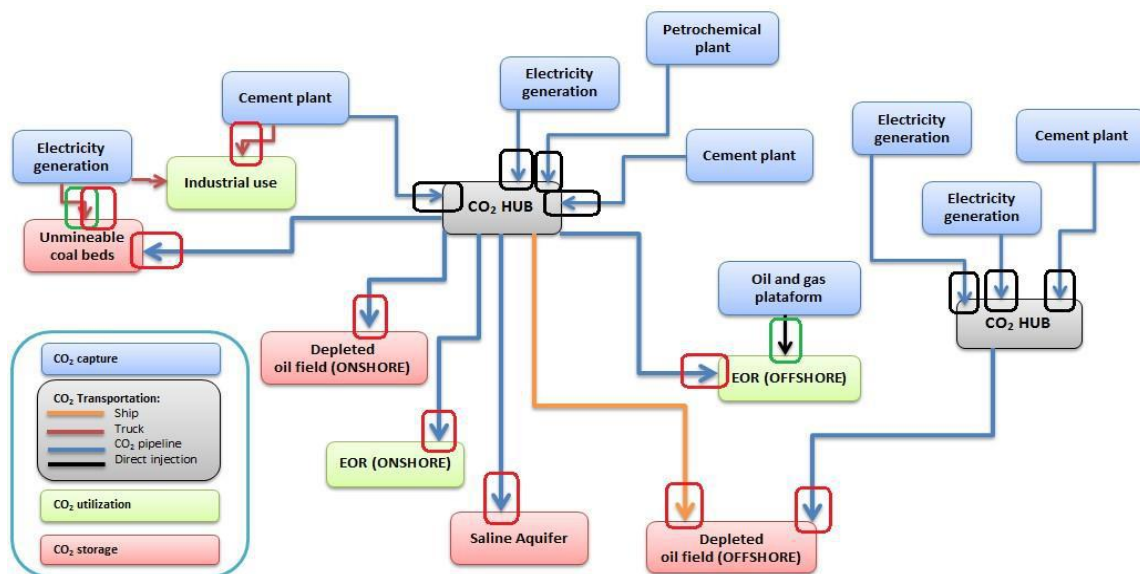 Petrochemical
plant
Electricity
generation
Cement plant
Electricity
generation
Industrial use
Cement plant
Electricity
generation
Cement plant
CO₂ HUB
Electricity
generation
Unmineable
coal beds
Oil and gas
plataform
CO₂ HUB
Depleted
oil field (ONSHORE)
EOR (OFFSHORE)
EOR (ONSHORE)
Saline Aquifer
Depleted
oil field (OFFSHORE)
CO₂ capture
CO₂ Transportation:
Ship
Truck
CO₂ pipeline
Direct injection
CO₂ utilization
CO₂ storage